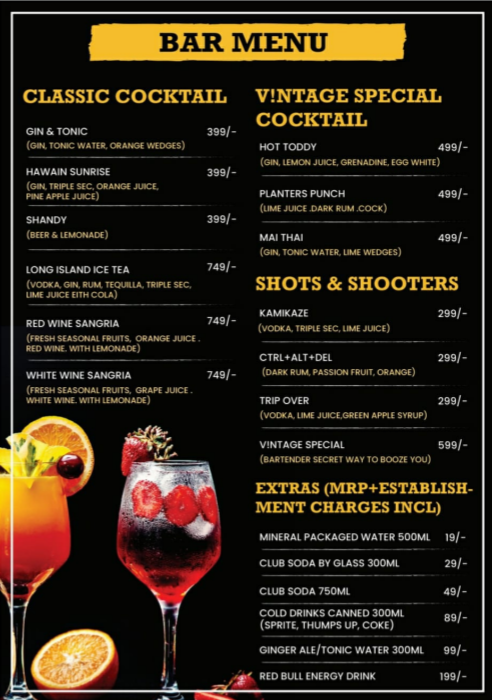 BAR MENU
CLASSIC COCKTAIL
GIN & TONIC 399/-
(GIN, TONIC WATER, ORANGE WEDGES)
HAWAIN SUNRISE 399/-
(GIN, TRIPLE SEC, ORANGE JUICE,
PINE APPLE JUICE)
SHANDY 399/-
(BEER & LEMONADE)
LONG ISLAND ICE TEA 749/-
(VODKA, GIN, RUM, TEQUILLA, TRIPLE SEC,
LIME JUICE EITH COLA)
RED WINE SANGRIA 749/-
(FRESH SEASONAL FRUITS, ORANGE JUICE .
RED WINE. WITH LEMONADE)
WHITE WINE SANGRIA 749/-
(FRESH SEASONAL FRUITS, GRAPE JUICE .
WHITE WINE. WITH LEMONADE)
V!NTAGE SPECIAL
COCKTAIL
HOT TODDY 499/-
(GIN, LEMON JUICE, GRENADINE, EGG WHITE)
PLANTERS PUNCH 499/-
(LIME JUICE .DARK RUM .COCK)
MAI THAI 499/-
(GIN, TONIC WATER, LIME WEDGES)
SHOTS & SHOOTERS
KAMIKAZE 299/-
(VODKA, TRIPLE SEC, LIME JUICE)
CTRL+ALT+DEL 299/-
(DARK RUM, PASSION FRUIT, ORANGE)
TRIP OVER 299/-
(VODKA, LIME JUICE,GREEN APPLE SYRUP)
V!NTAGE SPECIAL 599/-
(BARTENDER SECRET WAY TO BOOZE YOU)
EXTRAS (MRP+ESTABLISH-
MENT CHARGES INCL)
MINERAL PACKAGED WATER 500ML 19/-
CLUB SODA BY GLASS 300ML 29/-
CLUB SODA 750ML 49/-
COLD DRINKS CANNED 300ML 89/-
(SPRITE, THUMPS UP, COKE)
GINGER ALE/TONIC WATER 300ML 99/-
RED BULL ENERGY DRINK 199/-